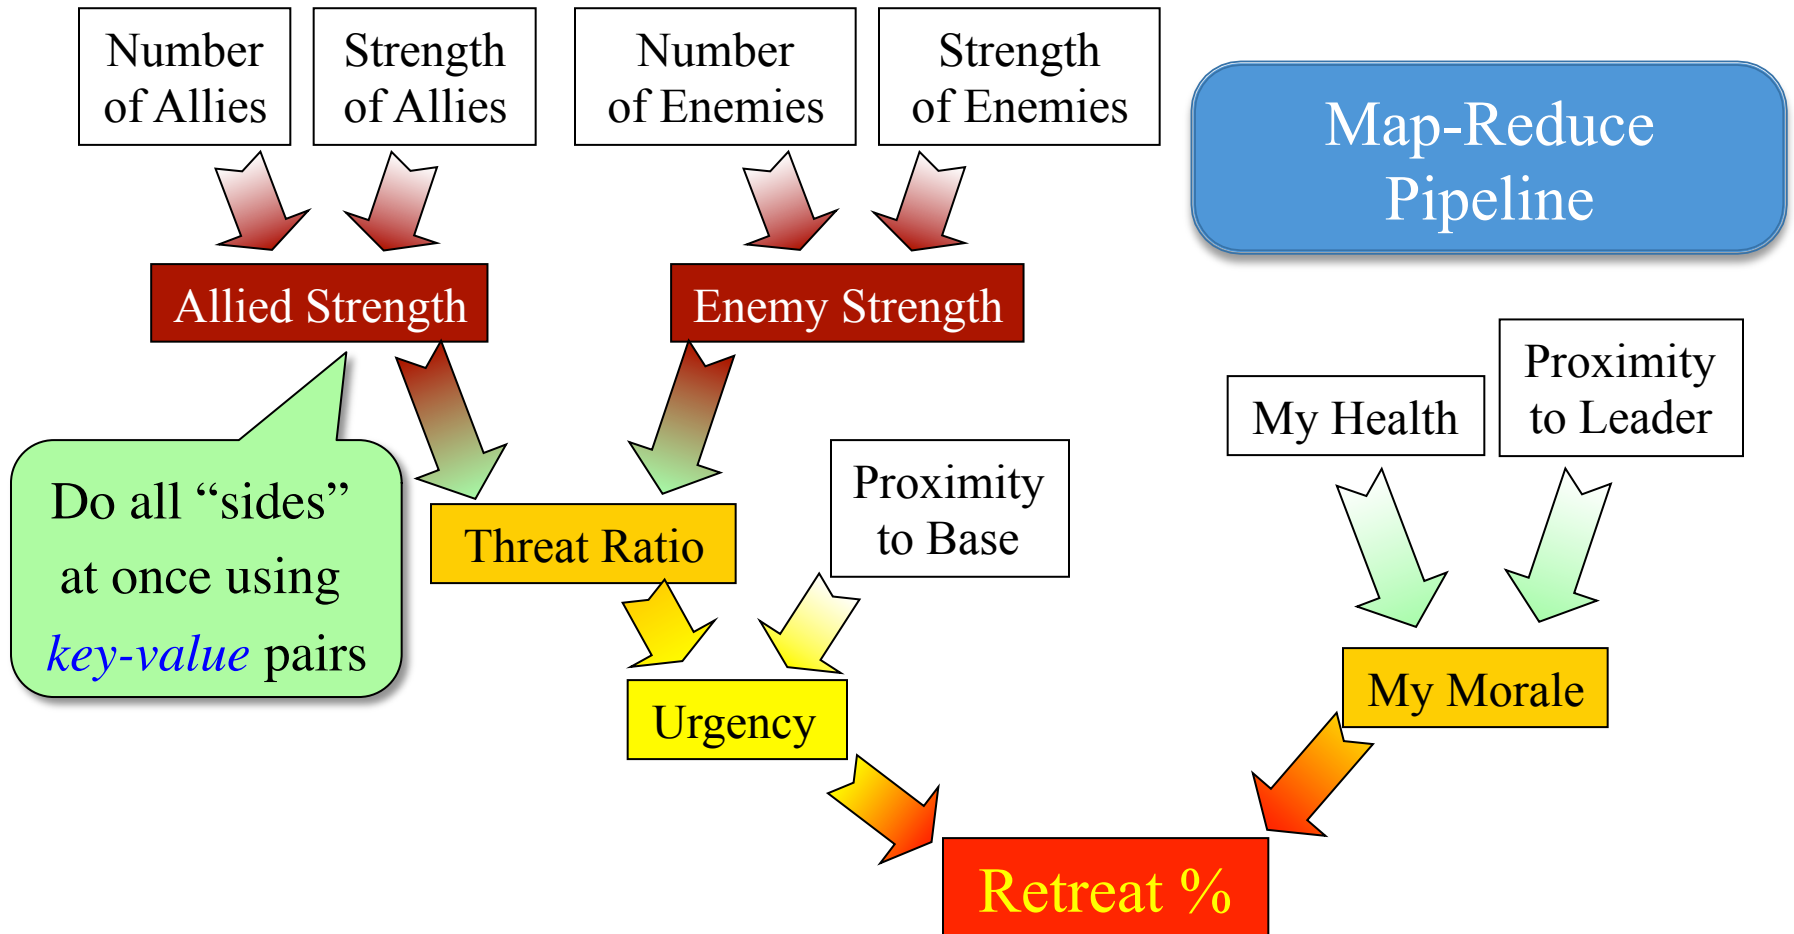 Number
of Allies
Strength
of Allies
Number
of Enemies
Strength
of Enemies
Map-Reduce
Pipeline
Allied Strength
Enemy Strength
My Health
Proximity
to Leader
Do all “sides”
at once using
key-value pairs
Proximity
to Base
Threat Ratio
Urgency
My Morale
Retreat %